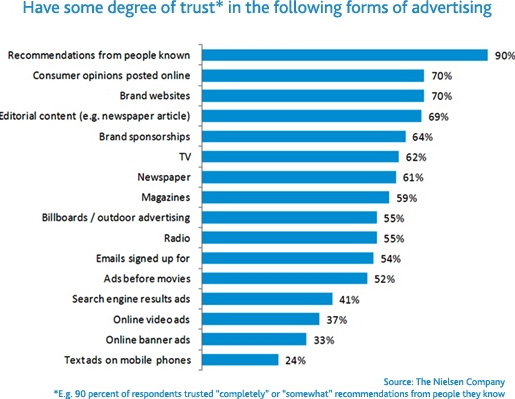 Have some degree of trust* in the following forms of advertising
Recommendations from people known 90%
Consumer opinions posted online 70%
Brand websites 70%
Editorial content (e.g. newspaper article) 69%
Brand sponsorships 64%
TV 62%
Newspaper 61%
Magazines 59%
Billboards / outdoor advertising 55%
Radio 55%
Emails signed up for 54%
Ads before movies 52%
Search engine results ads 41%
Online video ads 37%
Online banner ads 33%
Text ads on mobile phones 24%
Source: The Nielsen Company
*E.g. 90 percent of respondents trusted "completely" or "somewhat" recommendations from people they know